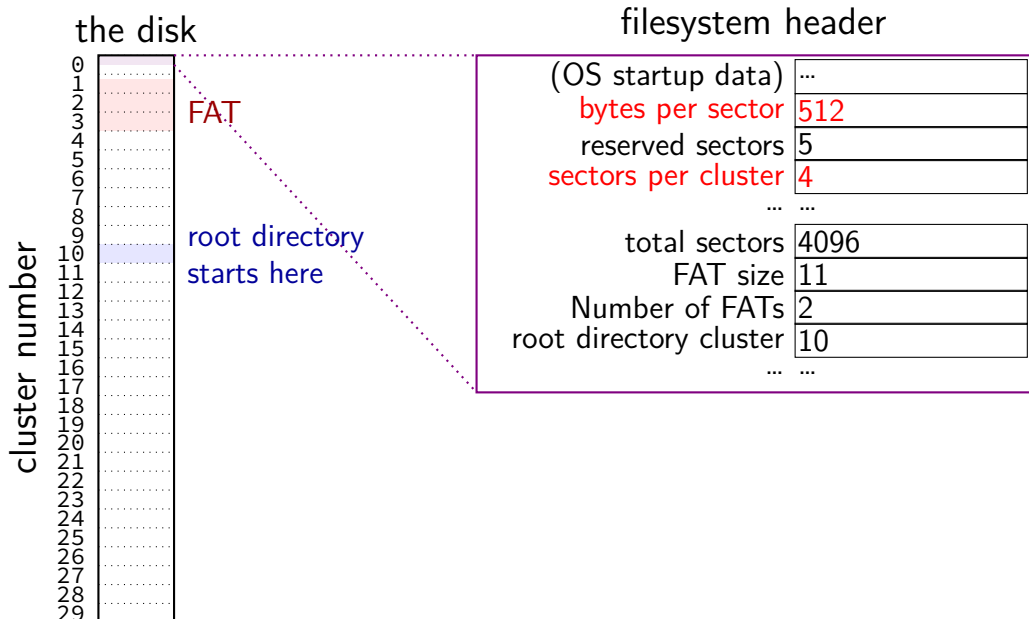 the disk
filesystem header
cluster number
0
1
2
3
4
5
6
7
8
9
10
11
12
13
14
15
16
17
18
19
20
21
22
23
24
25
26
27
28
29
FAT
root directory
starts here
(OS startup data) ...
bytes per sector 512
reserved sectors 5
sectors per cluster 4
... ...
total sectors 4096
FAT size 11
Number of FATs 2
root directory cluster 10
... ...